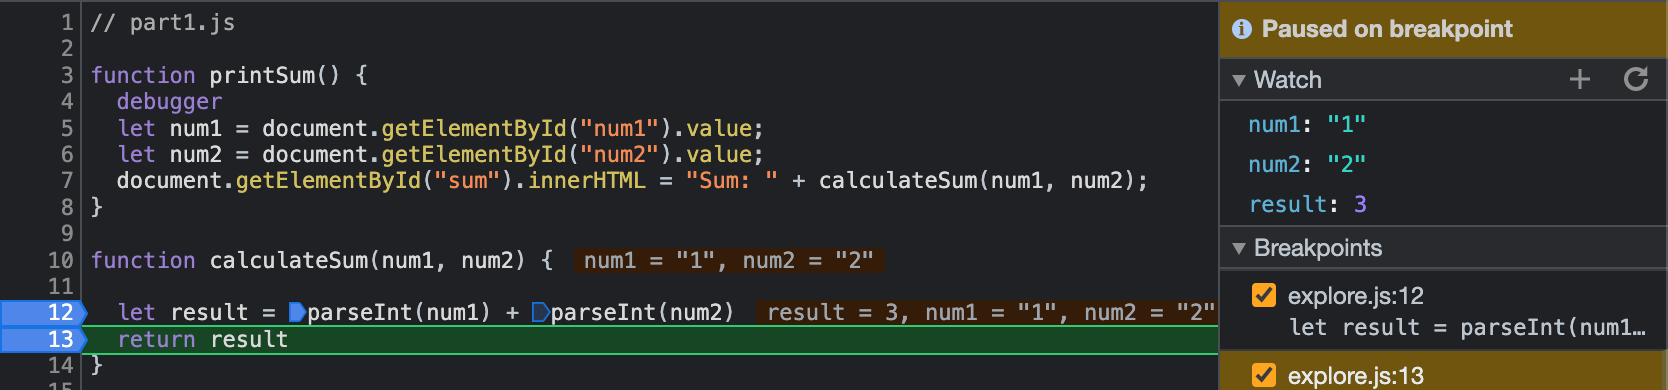 1 // part1.js
2
3 function printSum() {
4 debugger
5 let num1 = document.getElementById("num1").value;
6 let num2 = document.getElementById("num2").value;
7 document.getElementById("sum").innerHTML = "Sum: " + calculateSum(num1, num2);
8 }
9
10 function calculateSum(num1, num2) { num1 = "1", num2 = "2"
11
12 let result = parseInt(num1) + parseInt(num2) result = 3, num1 = "1", num2 = "2"
13 return result
14 }
15
Paused on breakpoint
Watch
num1: "1"
num2: "2"
result: 3
Breakpoints
explore.js:12
let result = parseInt(num1…
explore.js:13